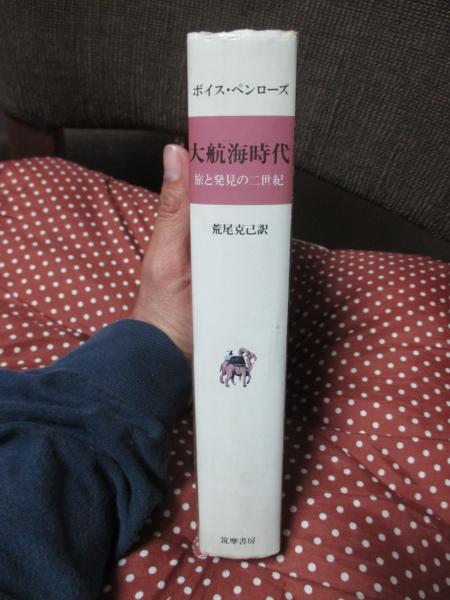 ボイス・ペンローズ
大航海時代
旅と発見の二世紀
荒尾克己訳
筑摩書房